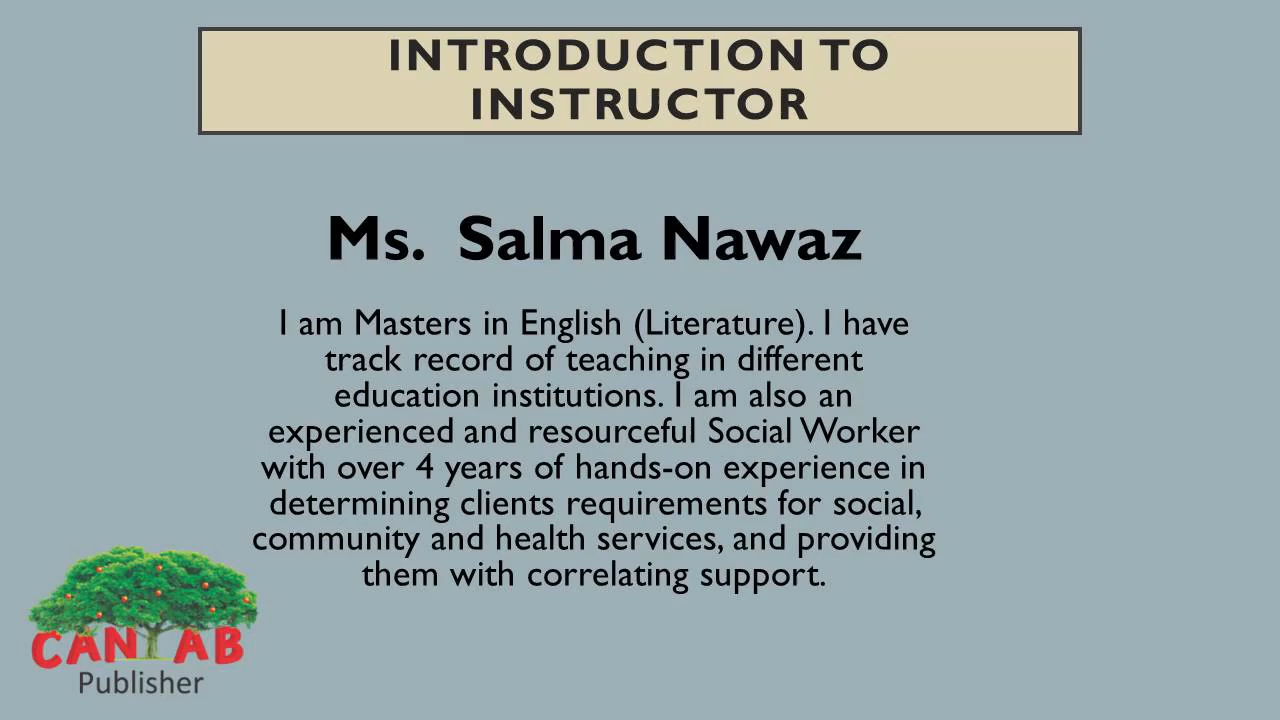 INTRODUCTION TO
INSTRUCTOR
Ms. Salma Nawaz
I am Masters in English (Literature). I have
track record of teaching in different
education institutions. I am also an
experienced and resourceful Social Worker
with over 4 years of hands-on experience in
determining clients requirements for social,
community and health services, and providing
them with correlating support.
CANTAB
Publisher